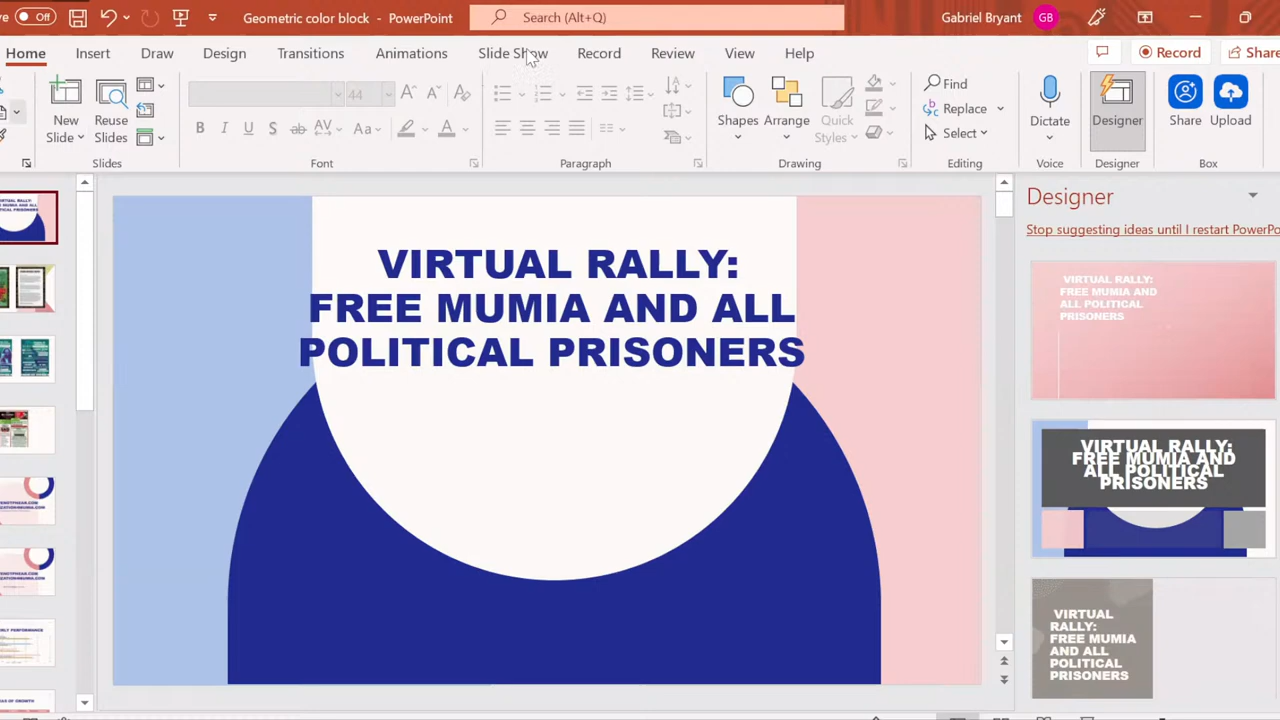 Off
Geometric color block - PowerPoint
Search (Alt+Q)
Gabriel Bryant
GB
Home
Insert
Draw
Design
Transitions
Animations
Slide Show
Record
Review
View
Help
Record
Share
New
Slide
Reuse
Slides
Slides
44
B I U S ab AV Aa A
Font
Paragraph
Shapes
Arrange
Quick
Styles
Drawing
Find
Replace
Select
Editing
Dictate
Voice
Designer
Designer
Share
Upload
Box
VIRTUAL RALLY:
FREE MUMIA AND ALL
POLITICAL PRISONERS
Designer
Stop suggesting ideas until I restart PowerPo
VIRTUAL RALLY:
FREE MUMIA AND
ALL POLITICAL
PRISONERS
VIRTUAL RALLY:
FREE MUMIA AND
ALL POLITICAL
PRISONERS
VIRTUAL
RALLY:
FREE MUMIA
AND ALL
POLITICAL
PRISONERS